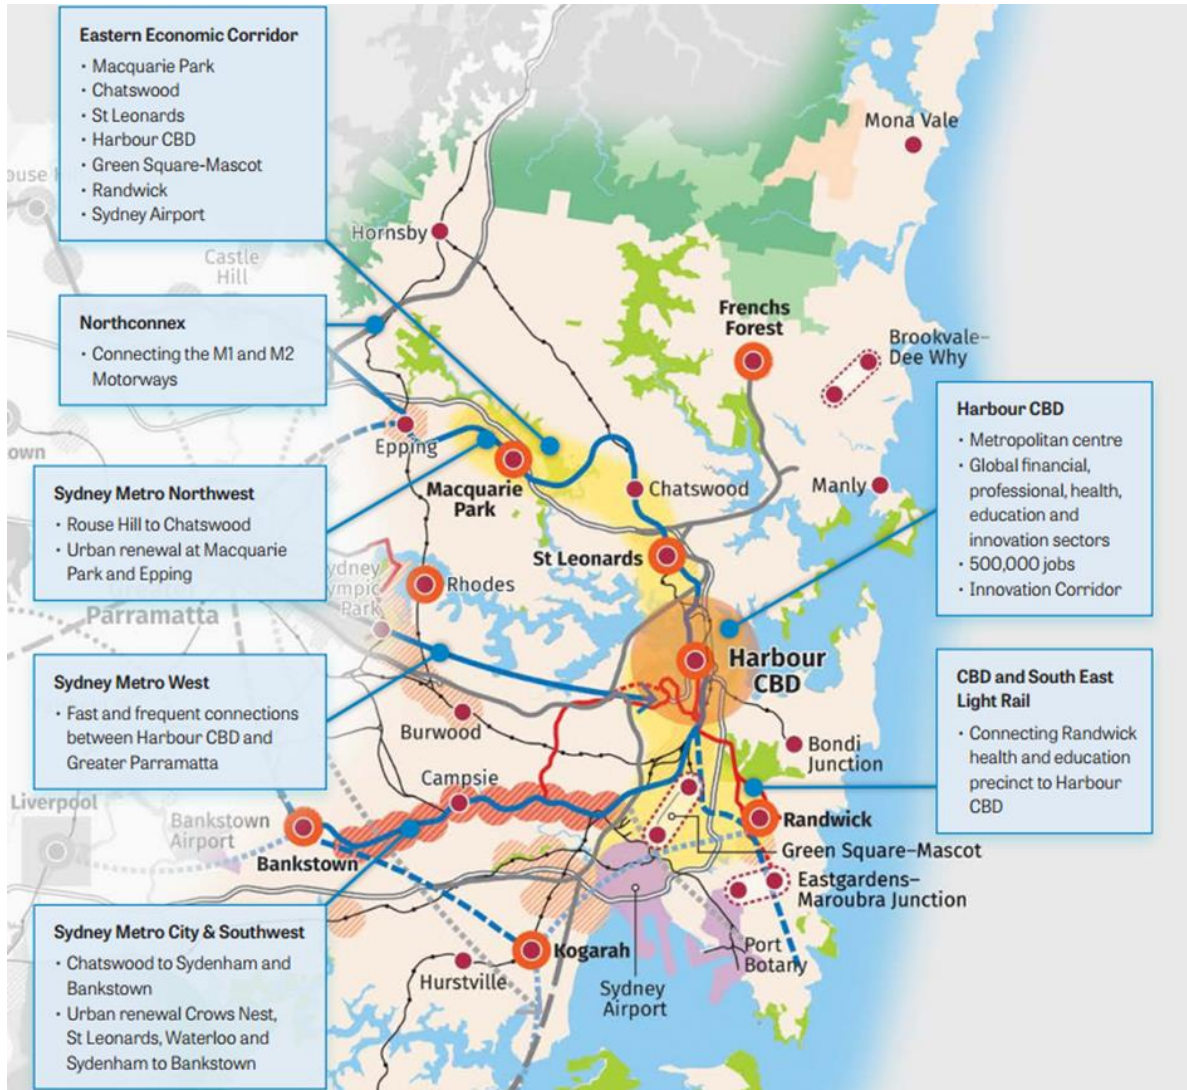 Eastern Economic Corridor
• Macquarie Park
• Chatswood
• St Leonards
• Harbour CBD
• Green Square-Mascot
• Randwick
• Sydney Airport
Mona Vale
Hornsby
Castle
Hill
Northconnex
• Connecting the M1 and M2
Motorways
Frenchs
Forest
Brookvale–
Dee Why
Harbour CBD
• Metropolitan centre
• Global financial,
professional, health,
education and
innovation sectors
• 500,000 jobs
• Innovation Corridor
Epping
Macquarie
Park
Chatswood
Manly
Sydney Metro Northwest
• Rouse Hill to Chatswood
• Urban renewal at Macquarie
Park and Epping
St Leonards
Rhodes
Park
Parramatta
Harbour
CBD
Sydney Metro West
• Fast and frequent connections
between Harbour CBD and
Greater Parramatta
CBD and South East
Light Rail
• Connecting Randwick
health and education
precinct to Harbour
CBD
Burwood
Bondi
Junction
Campsie
Liverpool
Bankstown
Airport
Bankstown
Randwick
Green Square–Mascot
Eastgardens–
Maroubra Junction
Sydney Metro City & Southwest
• Chatswood to Sydenham and
Bankstown
• Urban renewal Crows Nest,
St Leonards, Waterloo and
Sydenham to Bankstown
Kogarah
Hurstville
Sydney
Airport
Port
Botany